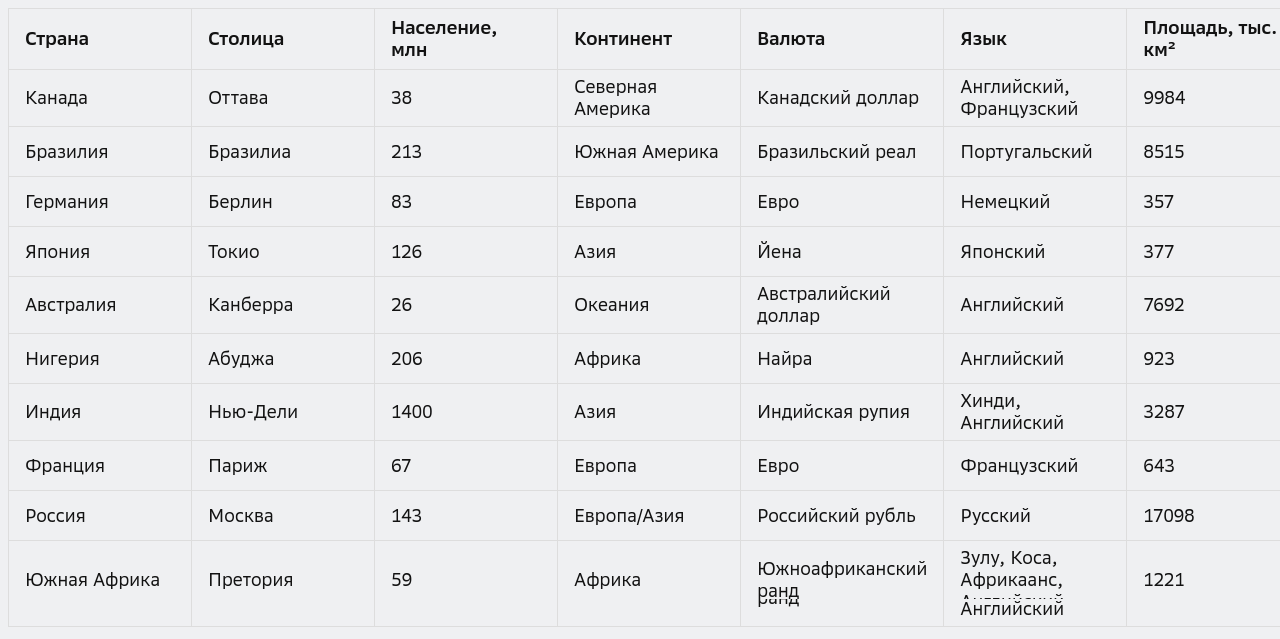 Страна Столица Население, млн Континент Валюта Язык Площадь, тыс. км²
Канада Оттава 38 Северная Америка Канадский доллар Английский, Французский 9984
Бразилия Бразилиа 213 Южная Америка Бразильский реал Португальский 8515
Германия Берлин 83 Европа Евро Немецкий 357
Япония Токио 126 Азия Йена Японский 377
Австралия Канберра 26 Океания Австралийский доллар Английский 7692
Нигерия Абуджа 206 Африка Найра Английский 923
Индия Нью-Дели 1400 Азия Индийская рупия Хинди, Английский 3287
Франция Париж 67 Европа Евро Французский 643
Россия Москва 143 Европа/Азия Российский рубль Русский 17098
Южная Африка Претория 59 Африка Южноафриканский ранд Зулу, Коса, Африкаанс, Английский 1221